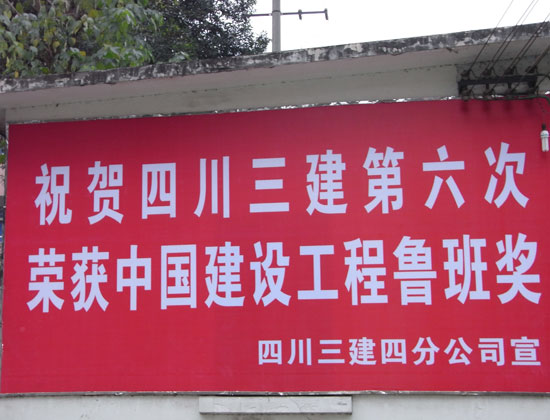 祝贺四川三建第六次
荣获中国建设工程鲁班奖
四川三建四分公司宣